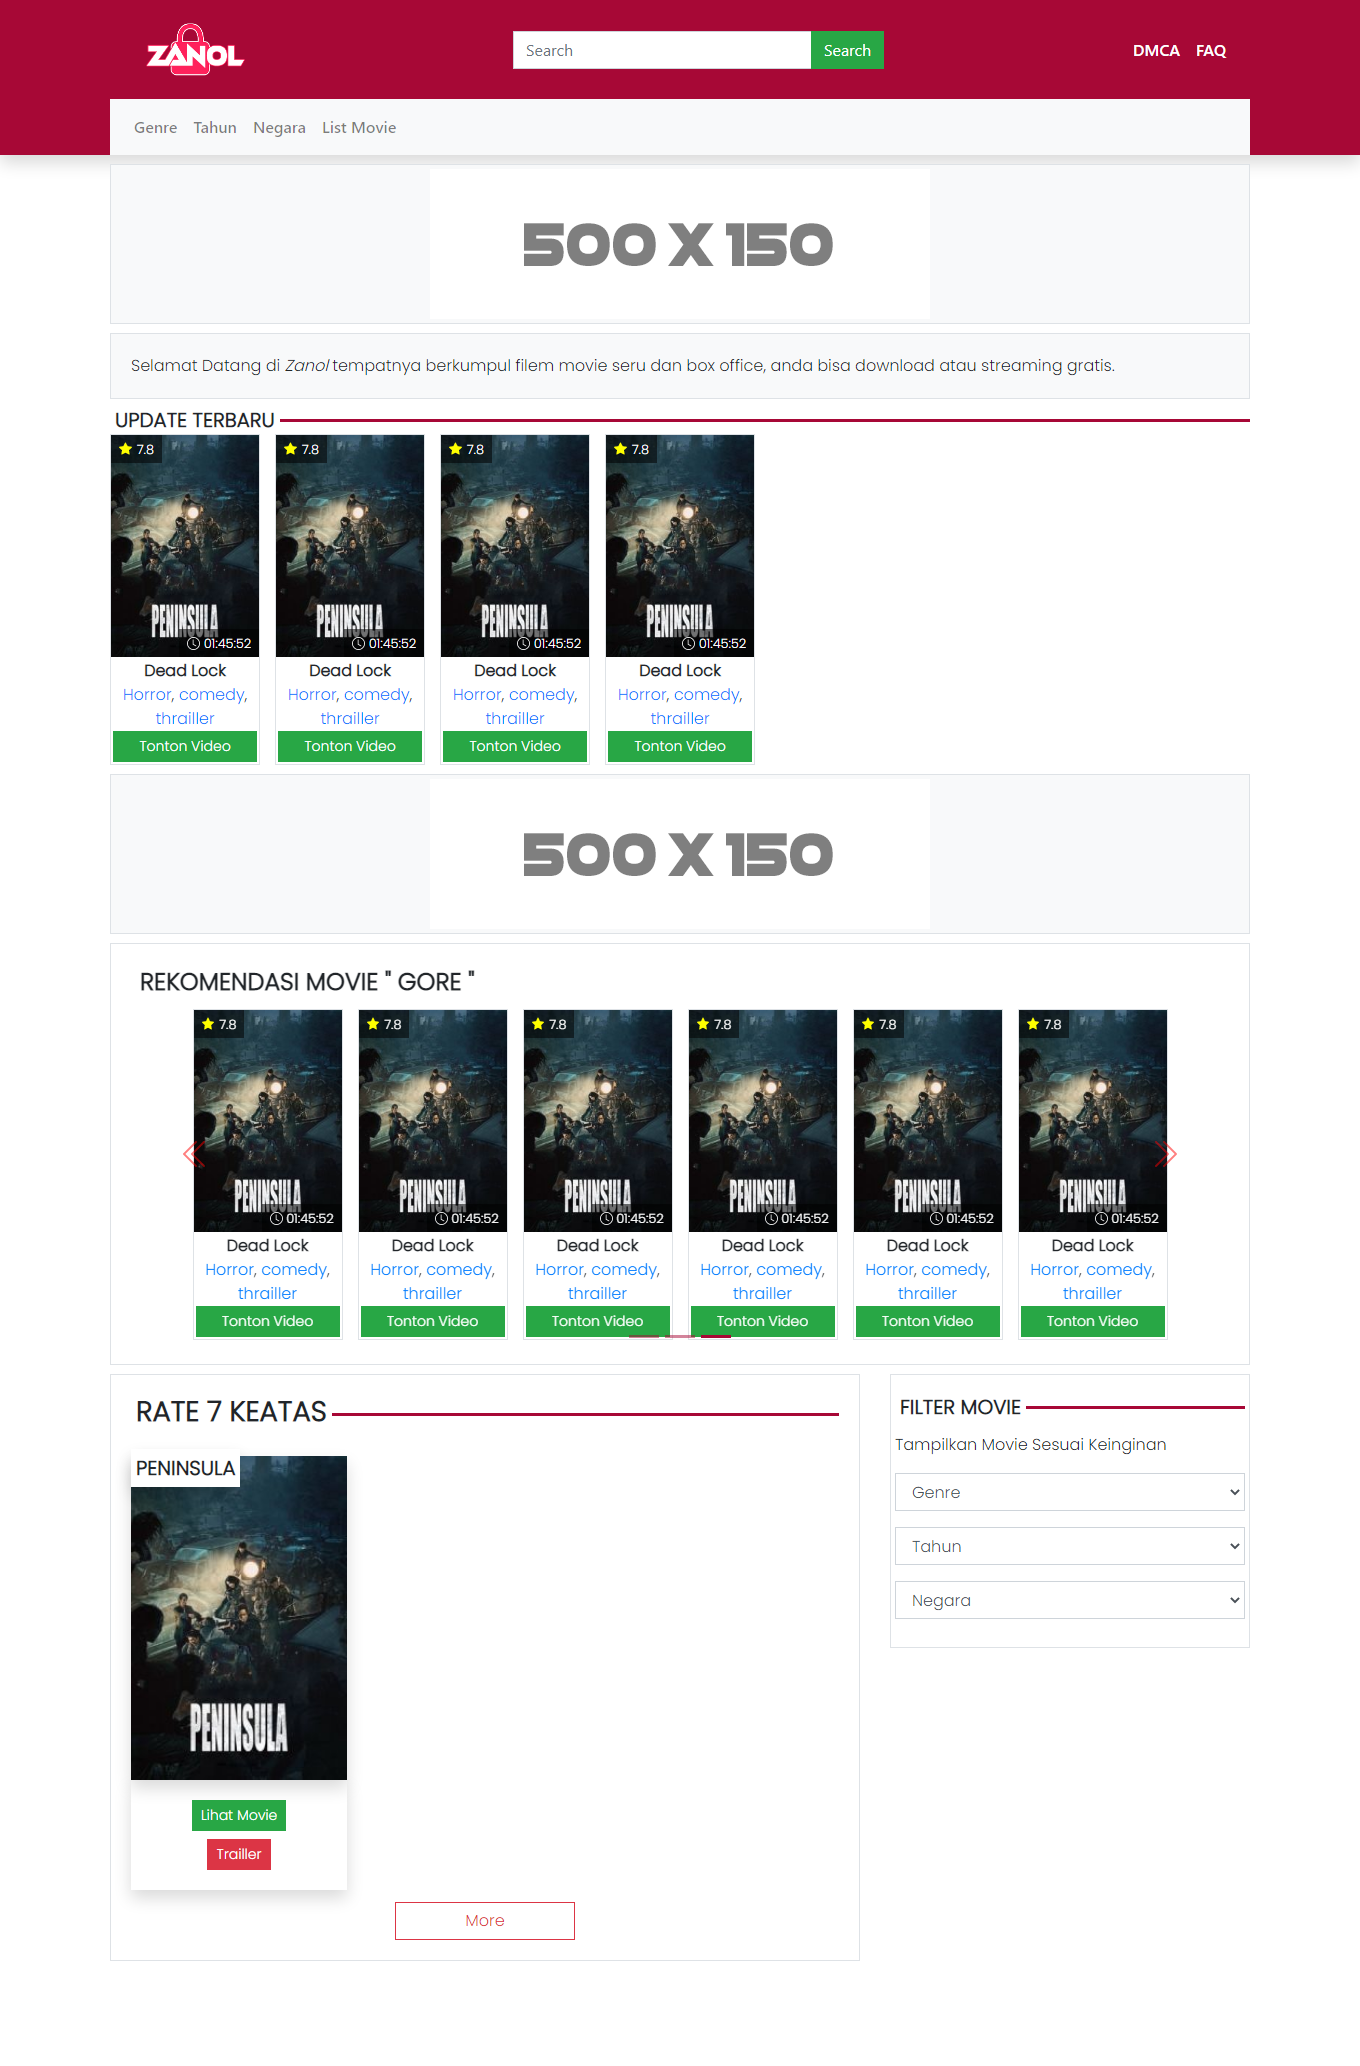 ZANOL
Search
Search
DMCA FAQ
Genre Tahun Negara List Movie
500 X 150
Selamat Datang di Zanol tempatnya berkumpul filem movie seru dan box office, anda bisa download atau streaming gratis.
UPDATE TERBARU
7.8 7.8 7.8 7.8
PENINSULA PENINSULA PENINSULA PENINSULA
01:45:52 01:45:52 01:45:52 01:45:52
Dead Lock Dead Lock Dead Lock Dead Lock
Horror, comedy, Horror, comedy, Horror, comedy, Horror, comedy,
thrailler thrailler thrailler thrailler
Tonton Video Tonton Video Tonton Video Tonton Video
500 X 150
REKOMENDASI MOVIE " GORE "
7.8 7.8 7.8 7.8 7.8 7.8
PENINSULA PENINSULA PENINSULA PENINSULA PENINSULA PENINSULA
01:45:52 01:45:52 01:45:52 01:45:52 01:45:52 01:45:52
Dead Lock Dead Lock Dead Lock Dead Lock Dead Lock Dead Lock
Horror, comedy, Horror, comedy, Horror, comedy, Horror, comedy, Horror, comedy, Horror, comedy,
thrailler thrailler thrailler thrailler thrailler thrailler
Tonton Video Tonton Video Tonton Video Tonton Video Tonton Video Tonton Video
RATE 7 KEATAS
PENINSULA
PENINSULA
Lihat Movie
Trailler
More
FILTER MOVIE
Tampilkan Movie Sesuai Keinginan
Genre
Tahun
Negara